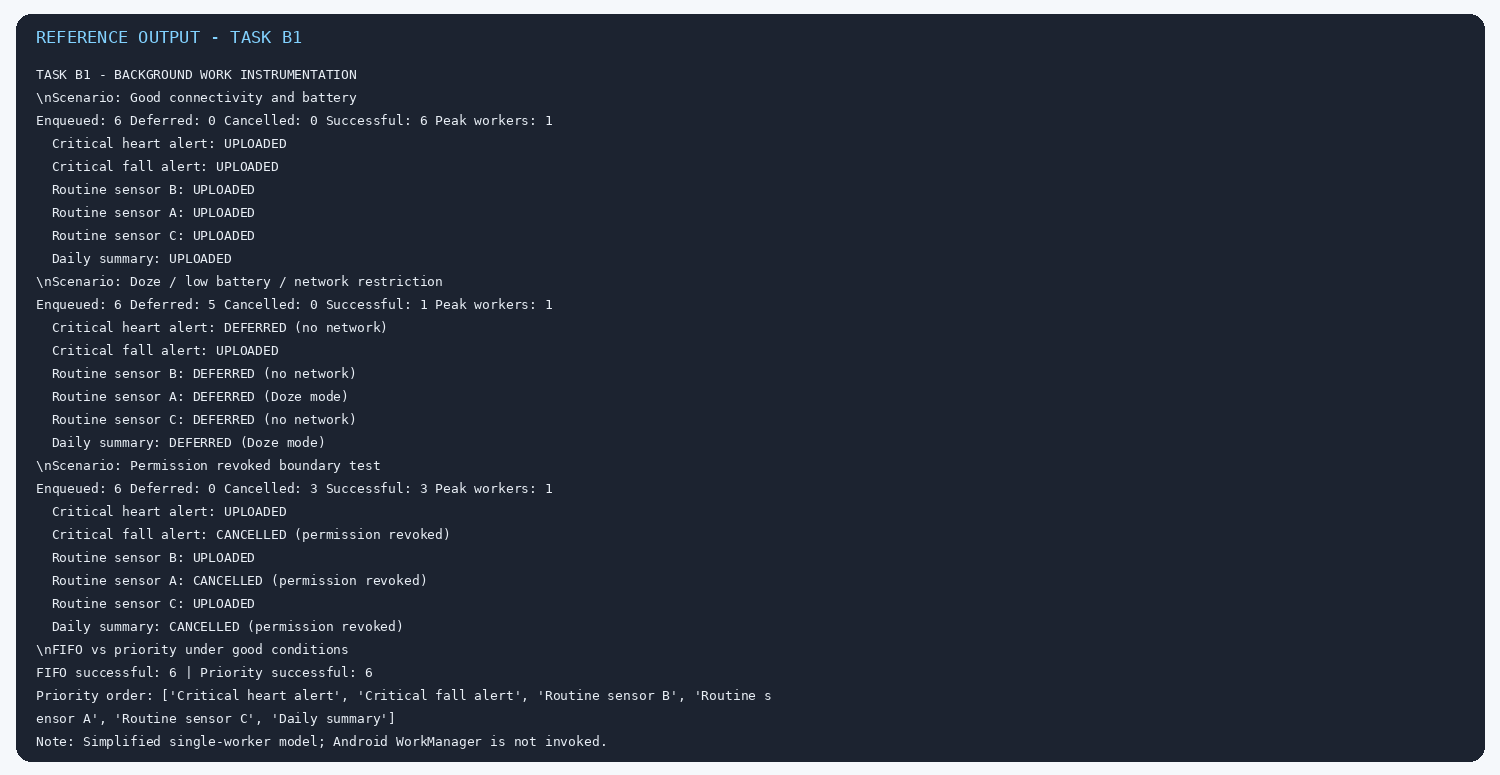 REFERENCE OUTPUT - TASK B1
TASK B1 - BACKGROUND WORK INSTRUMENTATION
\nScenario: Good connectivity and battery
Enqueued: 6 Deferred: 0 Cancelled: 0 Successful: 6 Peak workers: 1
  Critical heart alert: UPLOADED
  Critical fall alert: UPLOADED
  Routine sensor B: UPLOADED
  Routine sensor A: UPLOADED
  Routine sensor C: UPLOADED
  Daily summary: UPLOADED
\nScenario: Doze / low battery / network restriction
Enqueued: 6 Deferred: 5 Cancelled: 0 Successful: 1 Peak workers: 1
  Critical heart alert: DEFERRED (no network)
  Critical fall alert: UPLOADED
  Routine sensor B: DEFERRED (no network)
  Routine sensor A: DEFERRED (Doze mode)
  Routine sensor C: DEFERRED (no network)
  Daily summary: DEFERRED (Doze mode)
\nScenario: Permission revoked boundary test
Enqueued: 6 Deferred: 0 Cancelled: 3 Successful: 3 Peak workers: 1
  Critical heart alert: UPLOADED
  Critical fall alert: CANCELLED (permission revoked)
  Routine sensor B: UPLOADED
  Routine sensor A: CANCELLED (permission revoked)
  Routine sensor C: UPLOADED
  Daily summary: CANCELLED (permission revoked)
\nFIFO vs priority under good conditions
FIFO successful: 6 | Priority successful: 6
Priority order: ['Critical heart alert', 'Critical fall alert', 'Routine sensor B', 'Routine s
ensor A', 'Routine sensor C', 'Daily summary']
Note: Simplified single-worker model; Android WorkManager is not invoked.